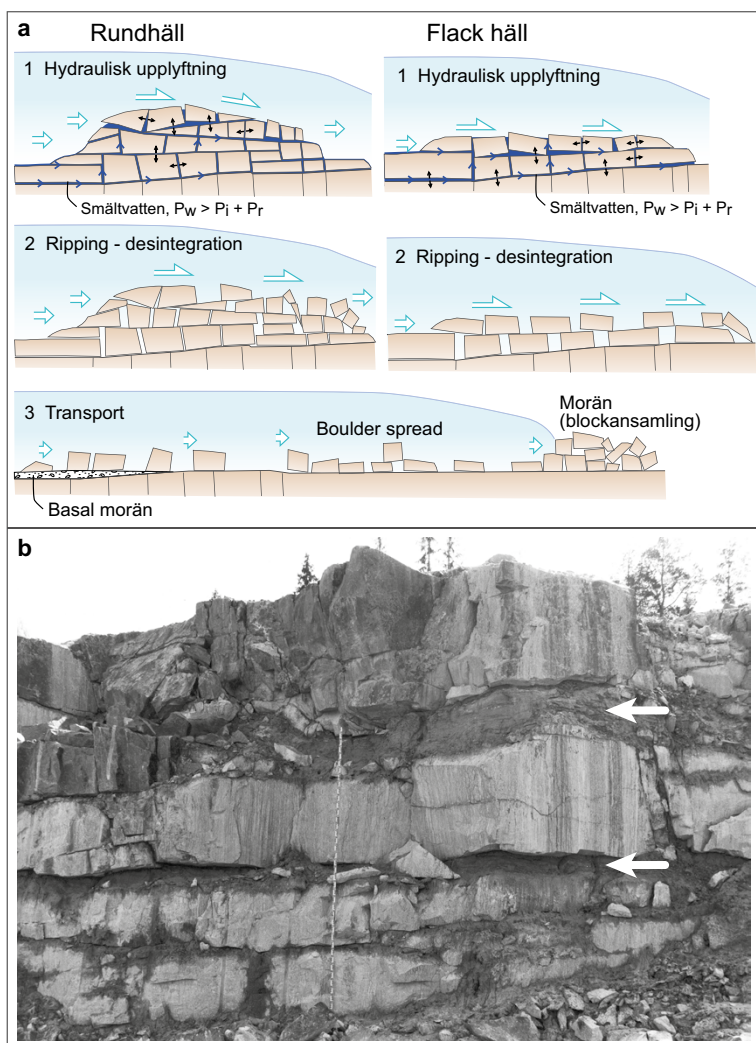 a
Rundhäll
Flack häll
1 Hydraulisk upplyftning
1 Hydraulisk upplyftning
Smältvatten, Pw > Pi + Pr
Smältvatten, Pw > Pi + Pr
2 Ripping - desintegration
2 Ripping - desintegration
3 Transport
Boulder spread
Morän
(blockansamling)
Basal morän
b